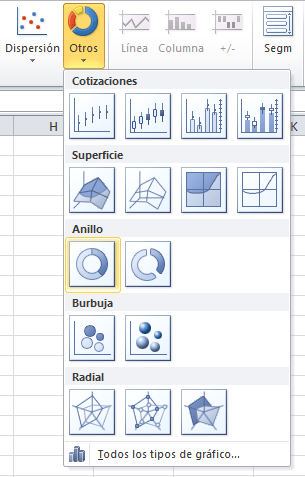 Dispersión Otros Línea Columna +/- Segm
Cotizaciones
H K
Superficie
Anillo
Burbuja
Radial
Todos los tipos de gráfico...